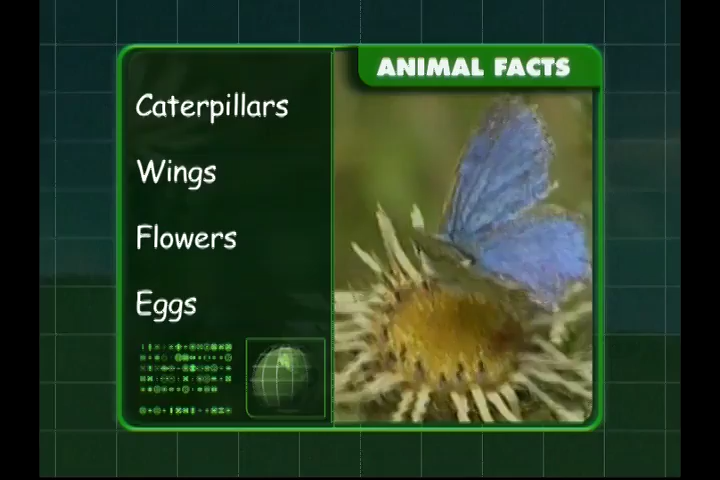 ANIMAL FACTS
Caterpillars
Wings
Flowers
Eggs